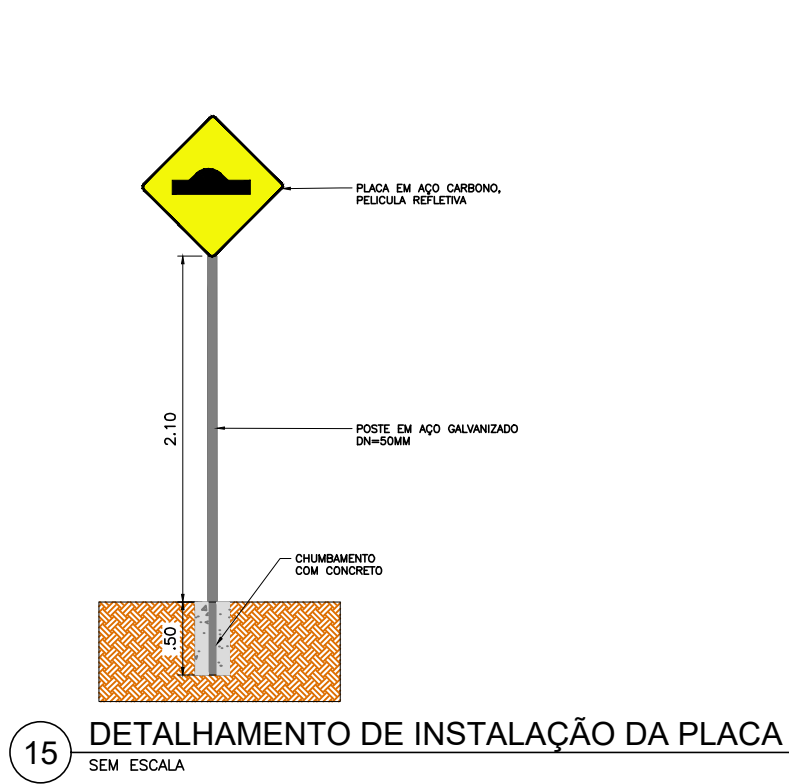 PLACA EM AÇO CARBONO,
PELICULA REFLETIVA
2.10
POSTE EM AÇO GALVANIZADO
DN=50MM
CHUMBAMENTO
COM CONCRETO
.50
15
DETALHAMENTO DE INSTALAÇÃO DA PLACA
SEM ESCALA